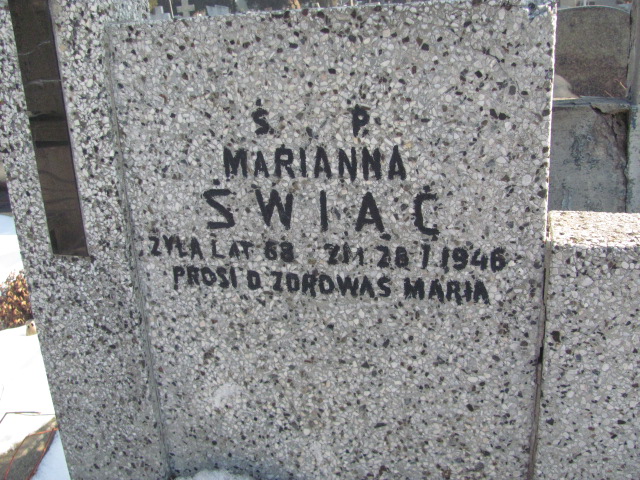 Ś. P.
MARIANNA
ŚWIĄĆ
ŻYŁA LAT 68 ZM. 28 I 1946
PROSI O ZDROWAŚ MARIA